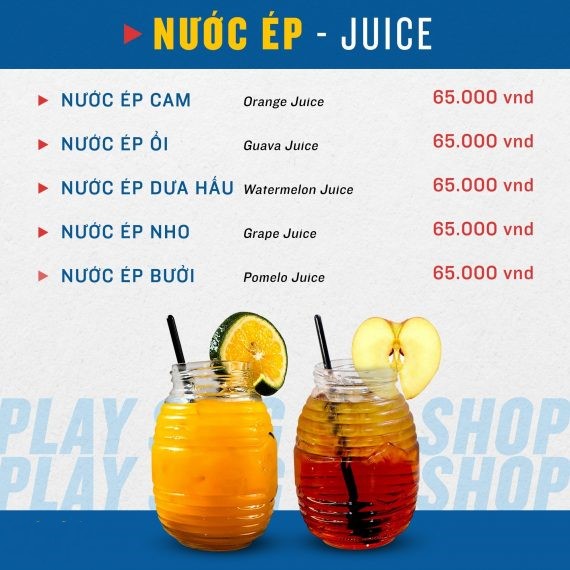 NƯỚC ÉP - JUICE
NƯỚC ÉP CAM Orange Juice 65.000 vnd
NƯỚC ÉP ỔI Guava Juice 65.000 vnd
NƯỚC ÉP DƯA HẤU Watermelon Juice 65.000 vnd
NƯỚC ÉP NHO Grape Juice 65.000 vnd
NƯỚC ÉP BƯỞI Pomelo Juice 65.000 vnd
PLAY SHOP
PLAY SHOP